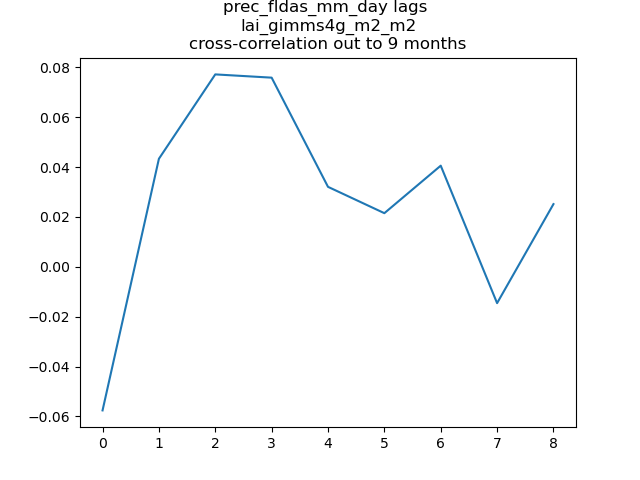 prec_fldas_mm_day lags
lai_gimms4g_m2_m2
cross-correlation out to 9 months
0.08
0.06
0.04
0.02
0.00
−0.02
−0.04
−0.06
0 1 2 3 4 5 6 7 8